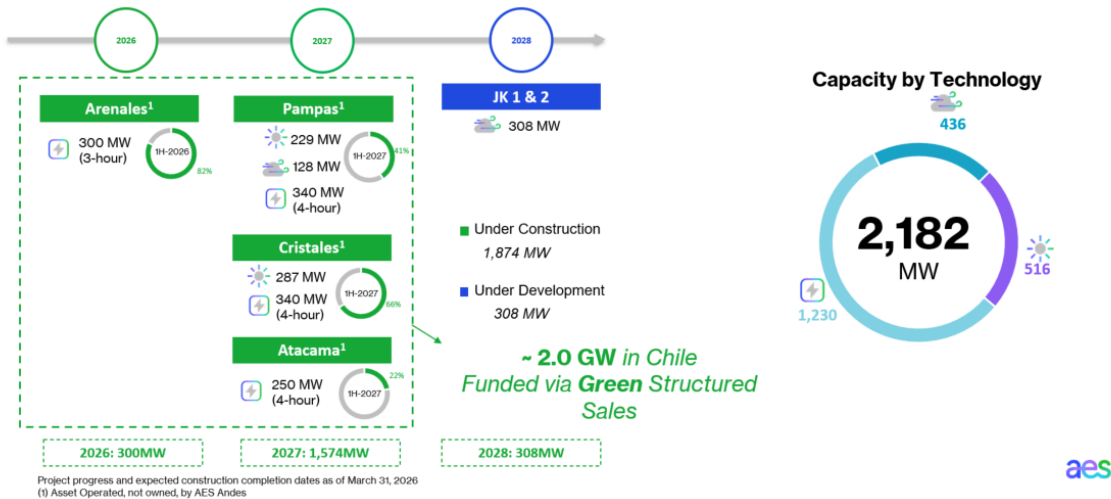 2026
2027
2028
Arenales¹
300 MW
(3-hour)
1H-2026
82%
Pampas¹
229 MW
128 MW
340 MW
(4-hour)
1H-2027
41%
Cristales¹
287 MW
340 MW
(4-hour)
1H-2027
66%
Atacama¹
250 MW
(4-hour)
1H-2027
22%
JK 1 & 2
308 MW
Under Construction
1,874 MW
Under Development
308 MW
~ 2.0 GW in Chile
Funded via Green Structured
Sales
2026: 300MW
2027: 1,574MW
2028: 308MW
Project progress and expected construction completion dates as of March 31, 2026
(1) Asset Operated, not owned, by AES Andes
Capacity by Technology
436
2,182
MW
516
1,230
aes